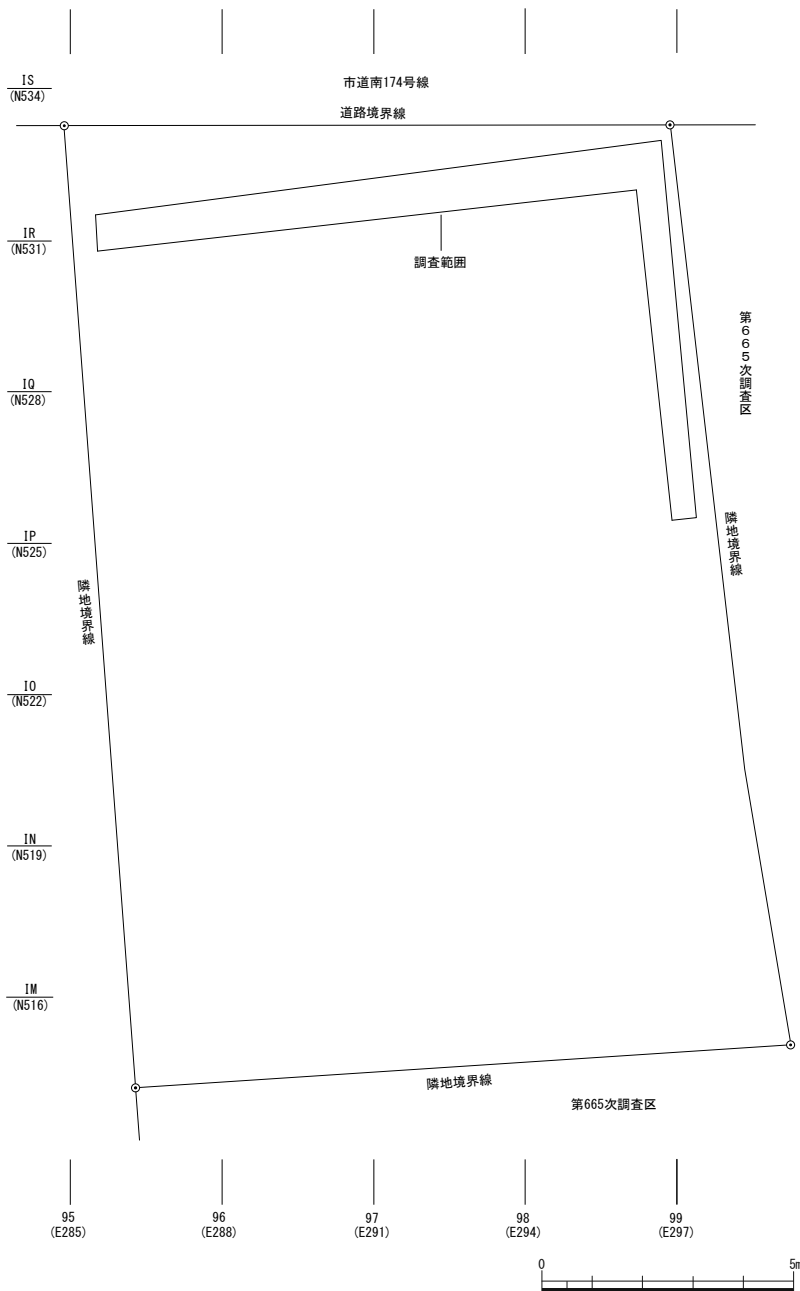 IS
(N534)
市道南174号線
道路境界線
IR
(N531)
調査範囲
第665次調査区
IQ
(N528)
隣地境界線
IP
(N525)
隣地境界線
IO
(N522)
IN
(N519)
IM
(N516)
隣地境界線
第665次調査区
95
(E285)
96
(E288)
97
(E291)
98
(E294)
99
(E297)
0
5m